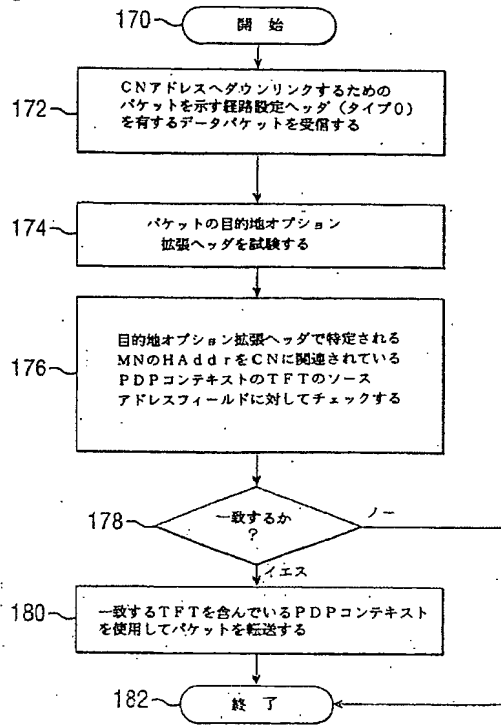 170
開 始
172
CNアドレスへダウンリンクするための
パケットを示す経路設定ヘッダ(タイプ0)
を有するデータパケットを受信する
174
パケットの目的地オプション
拡張ヘッダを試験する
176
目的地オプション拡張ヘッダで特定される
MNのHAddrをCNに関連されている
PDPコンテキストのTFTのソース
アドレスフィールドに対してチェックする
178
一致するか
?
ノー
イエス
180
一致するTFTを含んでいるPDPコンテキスト
を使用してパケットを転送する
182
終 了